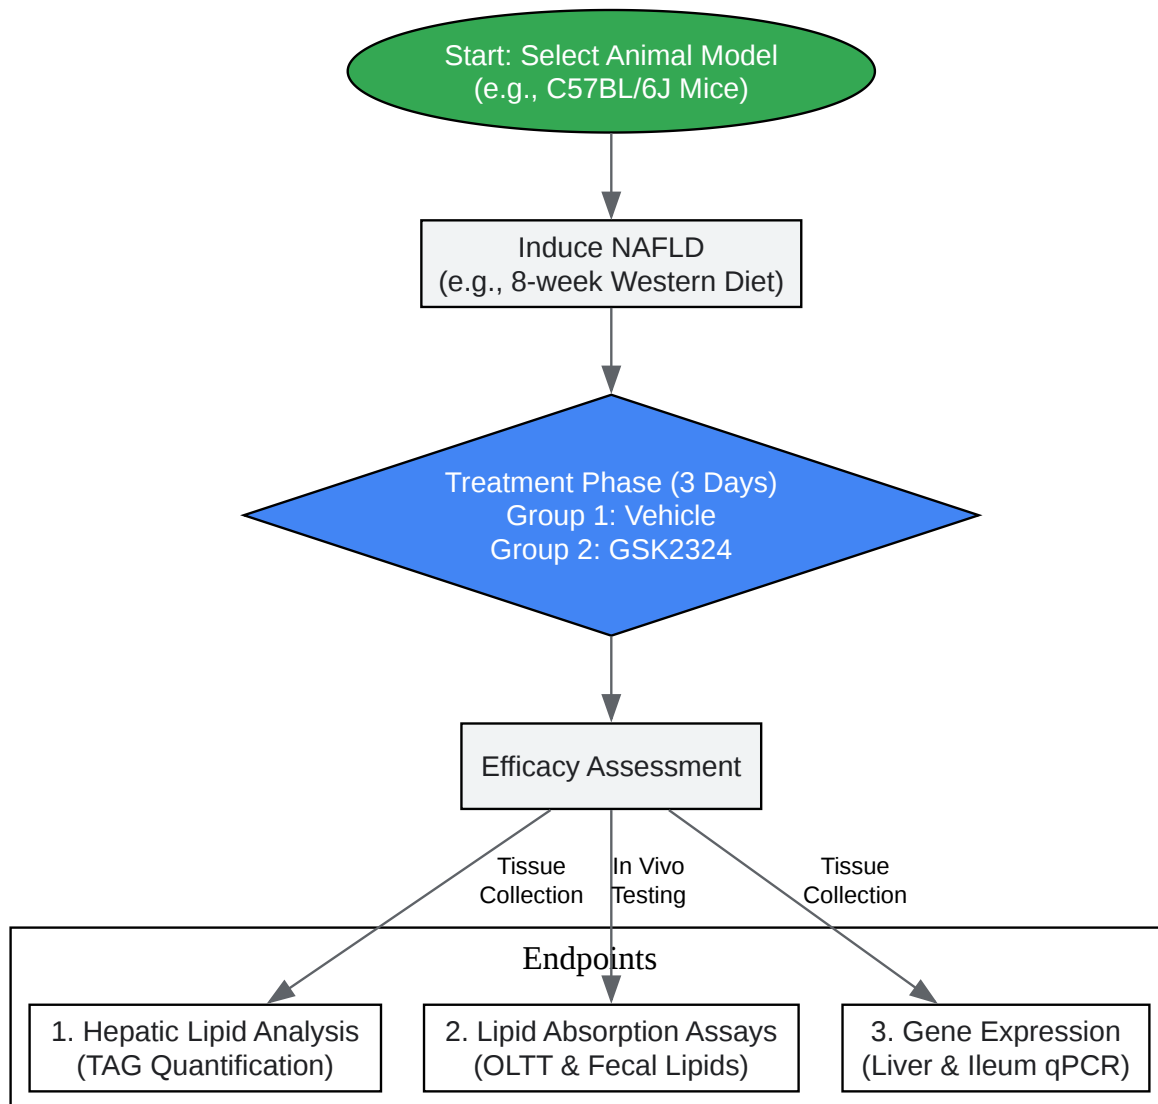 Start: Select Animal Model
(e.g., C57BL/6J Mice)
Induce NAFLD
(e.g., 8-week Western Diet)
Treatment Phase (3 Days)
Group 1: Vehicle
Group 2: GSK2324
Efficacy Assessment
Tissue
Collection
In Vivo
Testing
Tissue
Collection
Endpoints
1. Hepatic Lipid Analysis
(TAG Quantification)
2. Lipid Absorption Assays
(OLTT & Fecal Lipids)
3. Gene Expression
(Liver & Ileum qPCR)